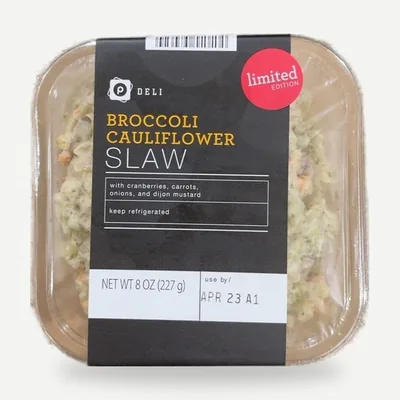 limited
EDITION
P DELI
BROCCOLI
CAULIFLOWER
SLAW
with cranberries, carrots,
onions, and dijon mustard
keep refrigerated
NET WT 8 OZ (227 g)
use by/
APR 23 A1